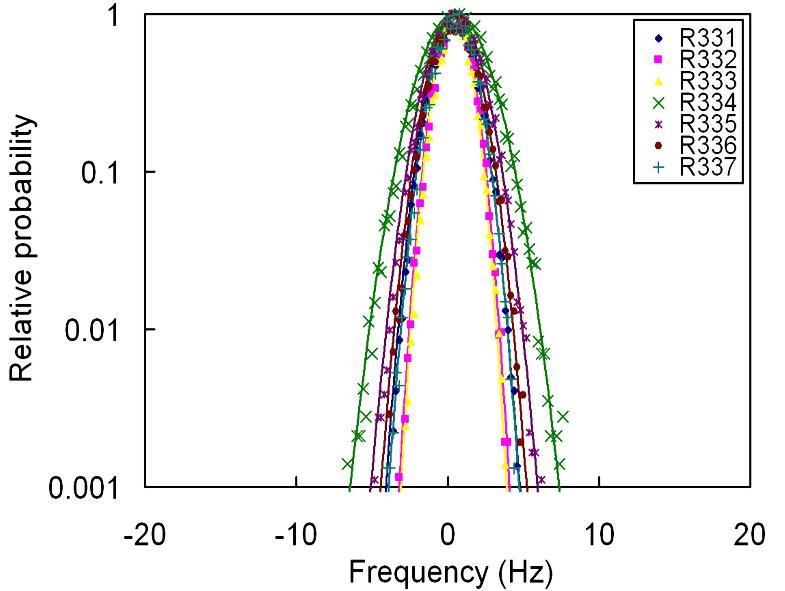 1
0.1
0.01
0.001
Relative probability
-20 -10 0 10 20
Frequency (Hz)
R331
R332
R333
R334
R335
R336
R337